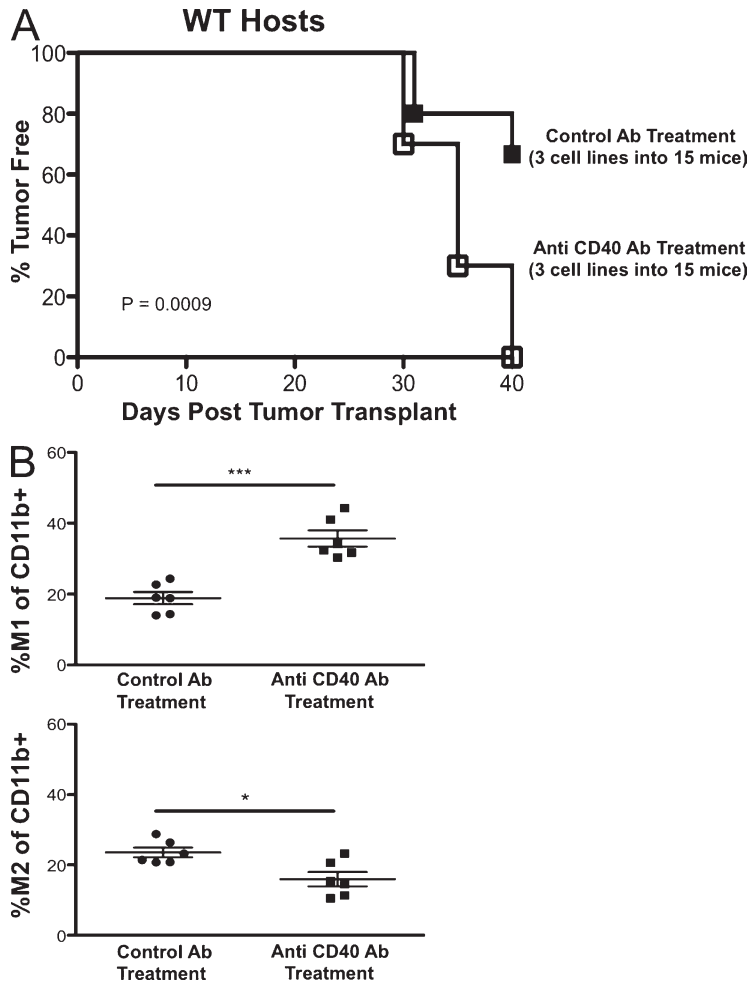 A
WT Hosts
% Tumor Free
100
80
60
40
20
0
P = 0.0009
Control Ab Treatment
(3 cell lines into 15 mice)
Anti CD40 Ab Treatment
(3 cell lines into 15 mice)
0 10 20 30 40
Days Post Tumor Transplant
B
%M1 of CD11b+
60
40
20
0
***
Control Ab
Treatment
Anti CD40 Ab
Treatment
%M2 of CD11b+
60
40
20
0
*
Control Ab
Treatment
Anti CD40 Ab
Treatment